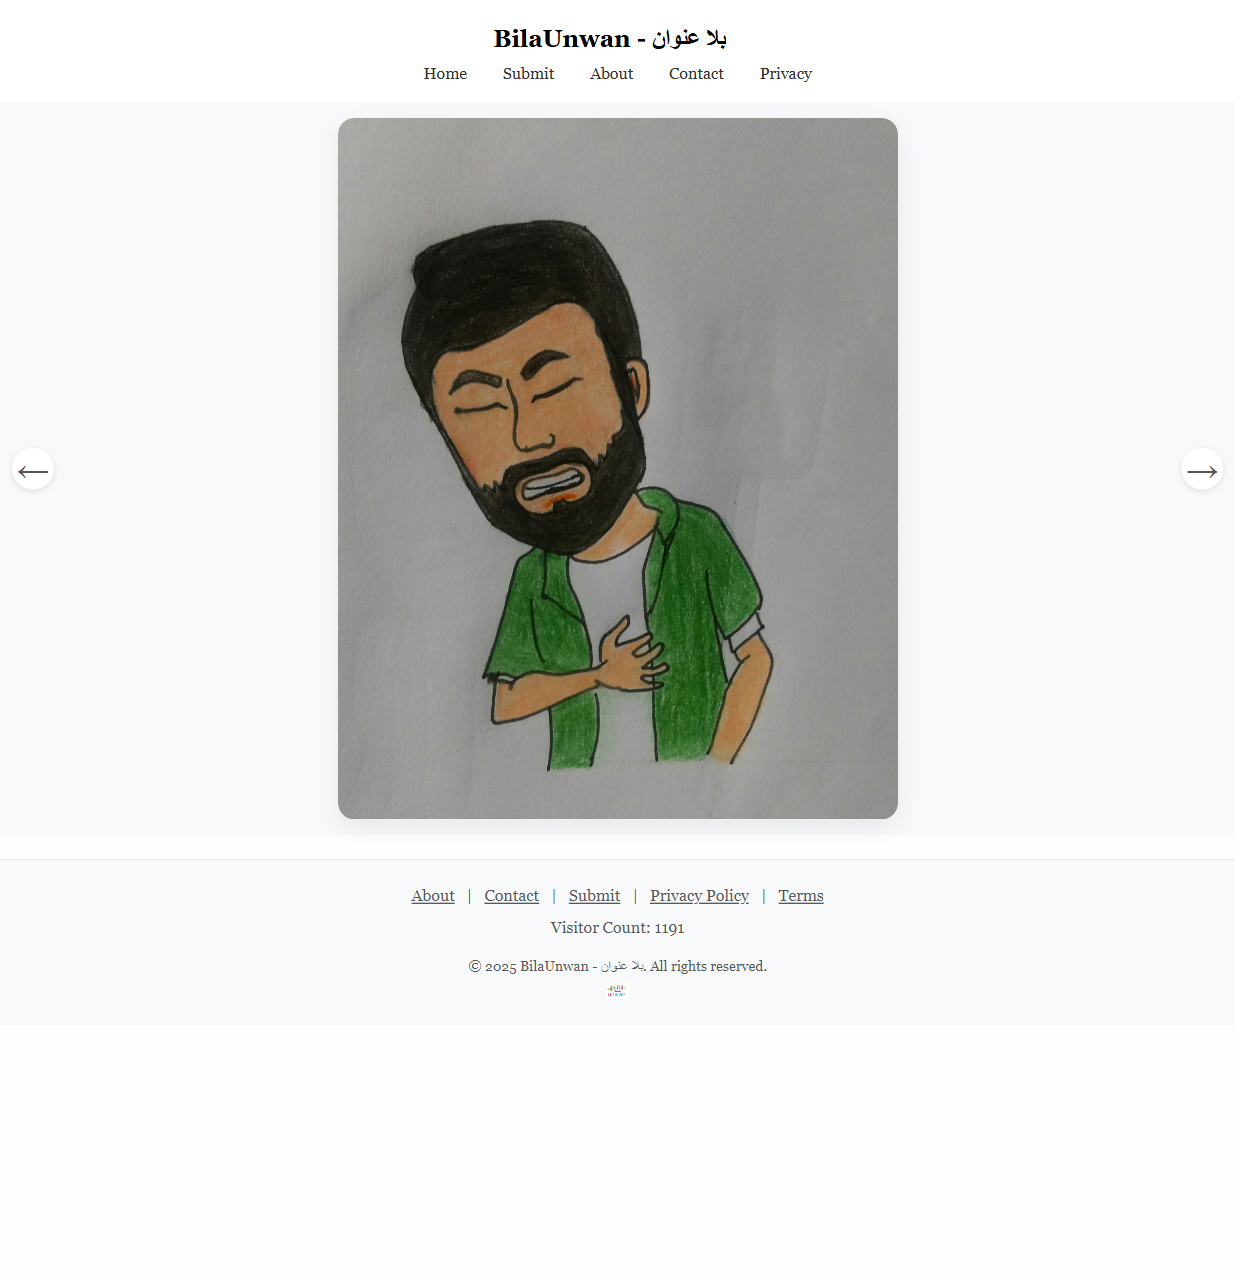 BilaUnwan - بلا عنوان
Home Submit About Contact Privacy
←
→
About | Contact | Submit | Privacy Policy | Terms
Visitor Count: 1191
© 2025 BilaUnwan - بلا عنوان. All rights reserved.